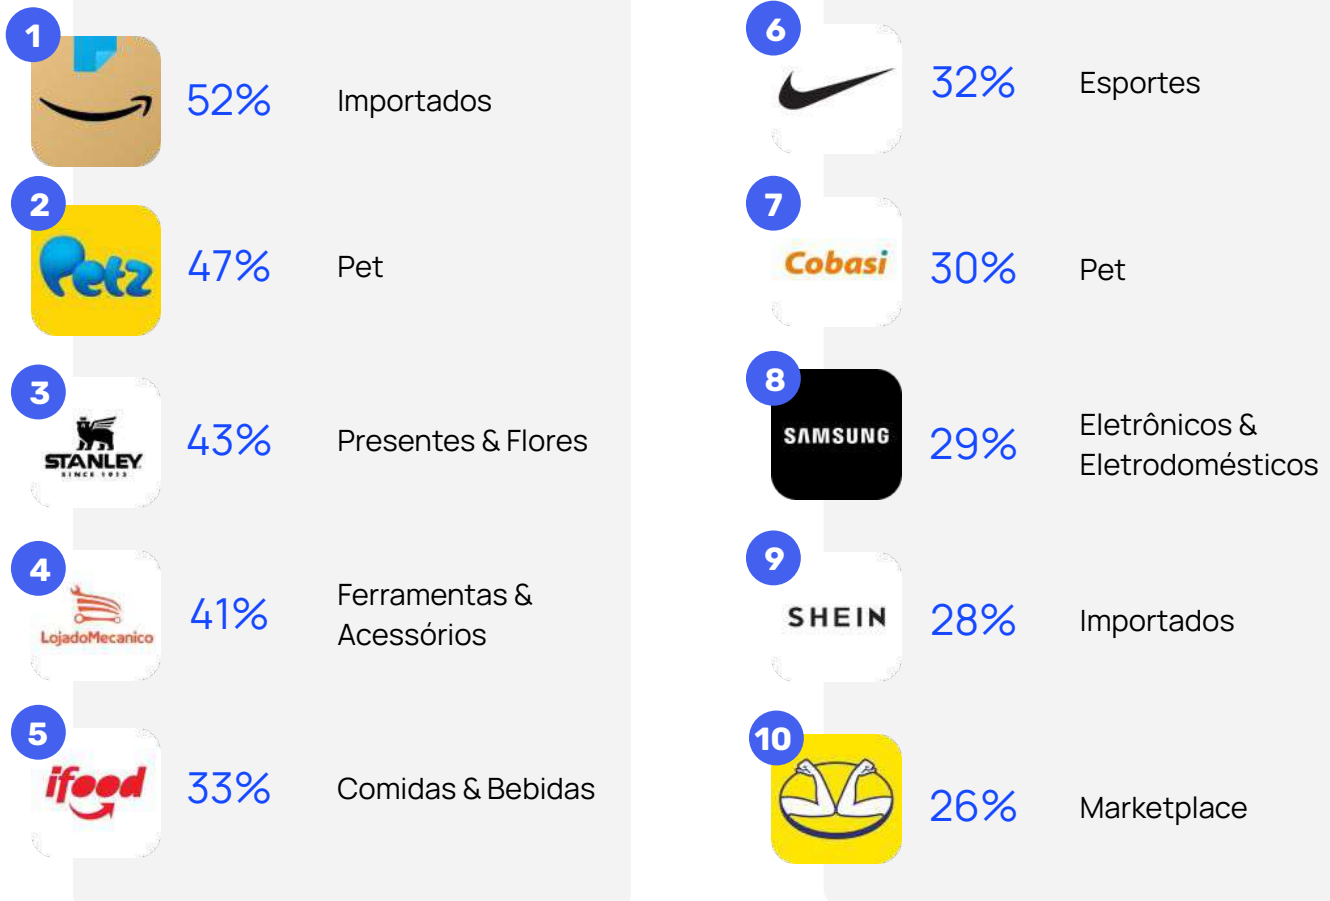 1
52%
Importados
2
Petz
47%
Pet
3
STANLEY
SINCE 1913
43%
Presentes & Flores
4
LojadoMecanico
41%
Ferramentas &
Acessórios
5
ifood
33%
Comidas & Bebidas
6
32%
Esportes
7
Cobasi
30%
Pet
8
SAMSUNG
29%
Eletrônicos &
Eletrodomésticos
9
SHEIN
28%
Importados
10
26%
Marketplace